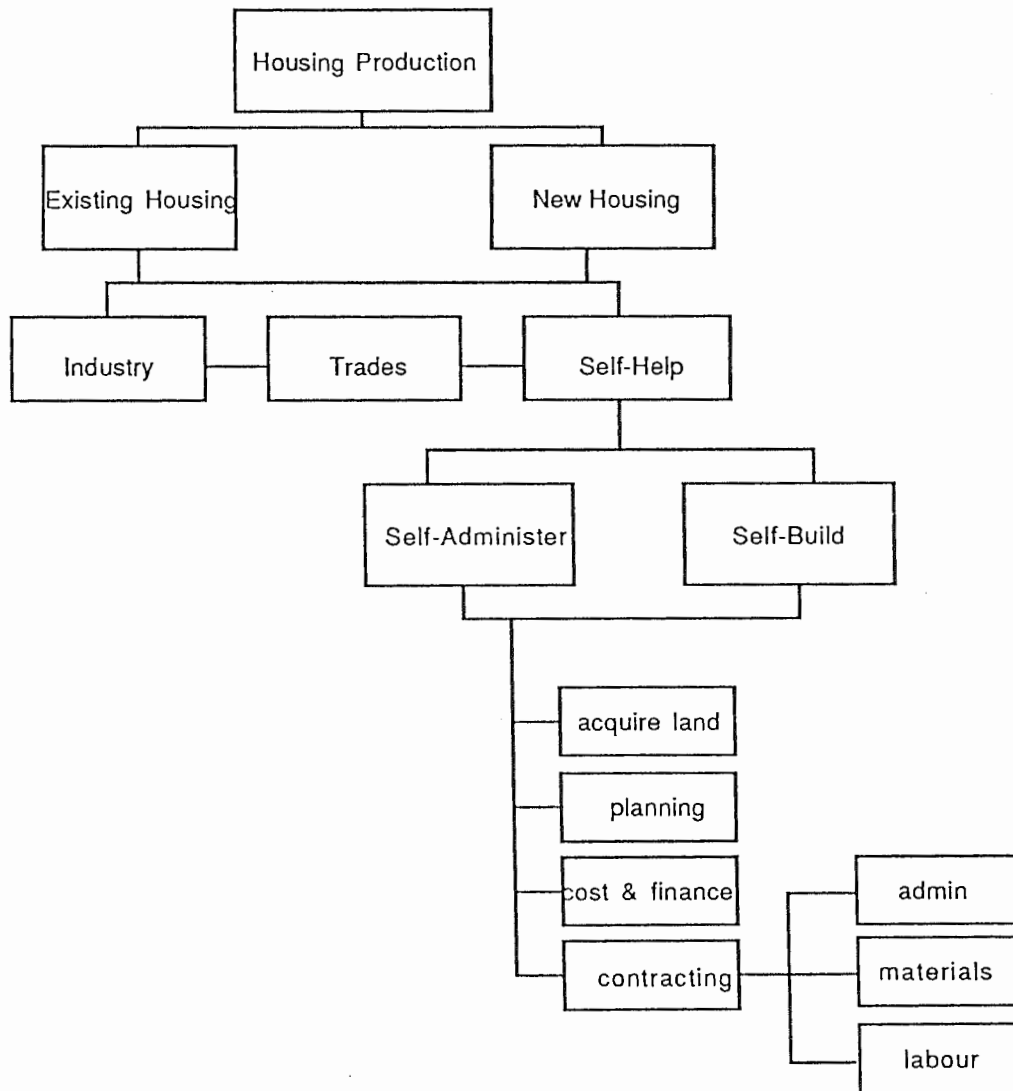 Housing Production
Existing Housing
New Housing
Industry
Trades
Self-Help
Self-Administer
Self-Build
acquire land
planning
cost & finance
contracting
admin
materials
labour